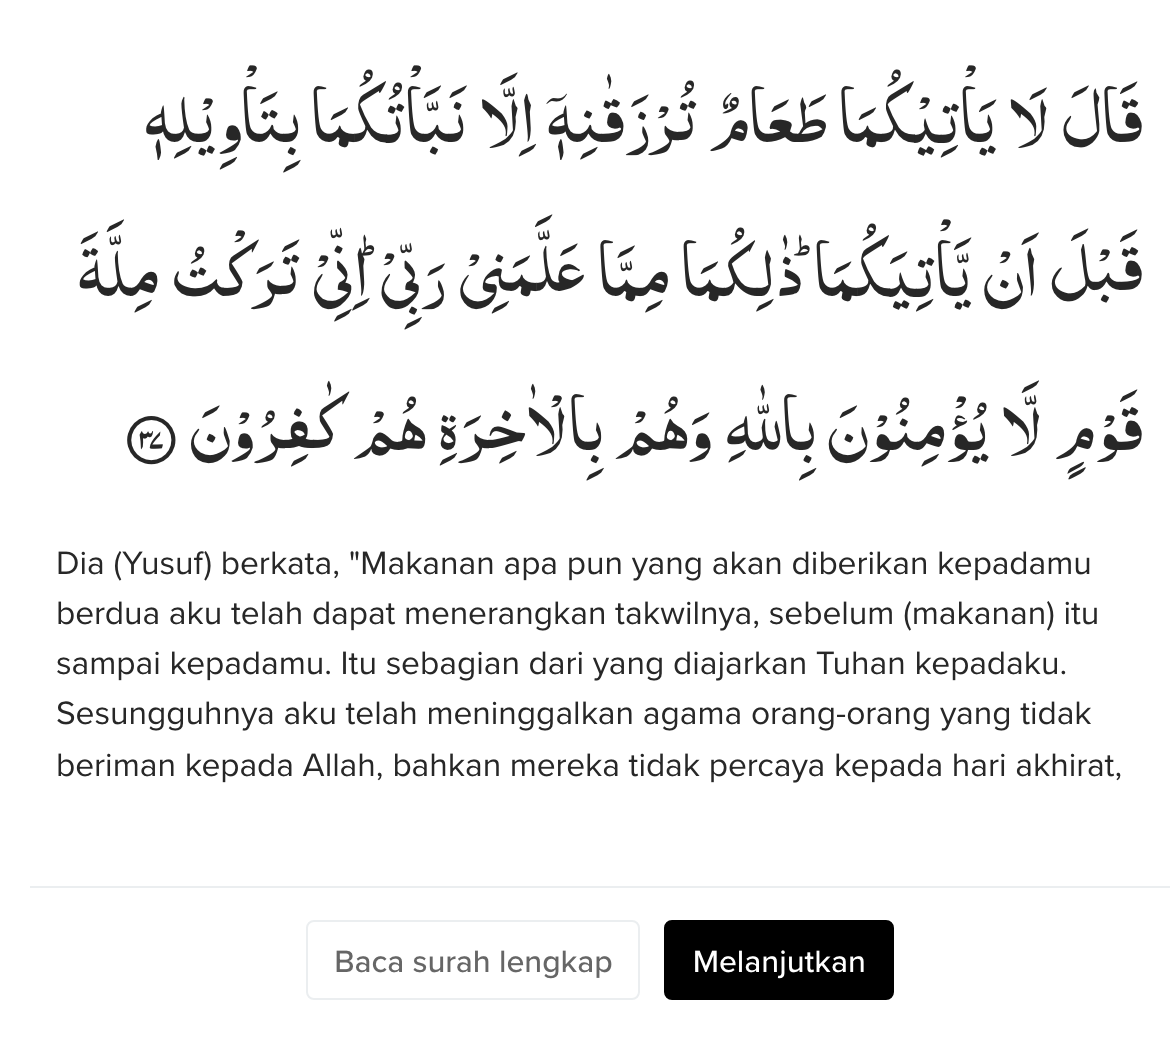 قَالَ لَا يَأْتِيْكُمَا طَعَامٌ تُرْزَقٰنِهٖٓ اِلَّا نَبَّأْتُكُمَا بِتَأْوِيْلِهٖ
قَبْلَ اَنْ يَّأْتِيَكُمَا ۗذٰلِكُمَا مِمَّا عَلَّمَنِيْ رَبِّيْۗ اِنِّيْ تَرَكْتُ مِلَّةَ
قَوْمٍ لَّا يُؤْمِنُوْنَ بِاللّٰهِ وَهُمْ بِالْاٰخِرَةِ هُمْ كٰفِرُوْنَ ٣٧
Dia (Yusuf) berkata, "Makanan apa pun yang akan diberikan kepadamu
berdua aku telah dapat menerangkan takwilnya, sebelum (makanan) itu
sampai kepadamu. Itu sebagian dari yang diajarkan Tuhan kepadaku.
Sesungguhnya aku telah meninggalkan agama orang-orang yang tidak
beriman kepada Allah, bahkan mereka tidak percaya kepada hari akhirat,
Baca surah lengkap
Melanjutkan